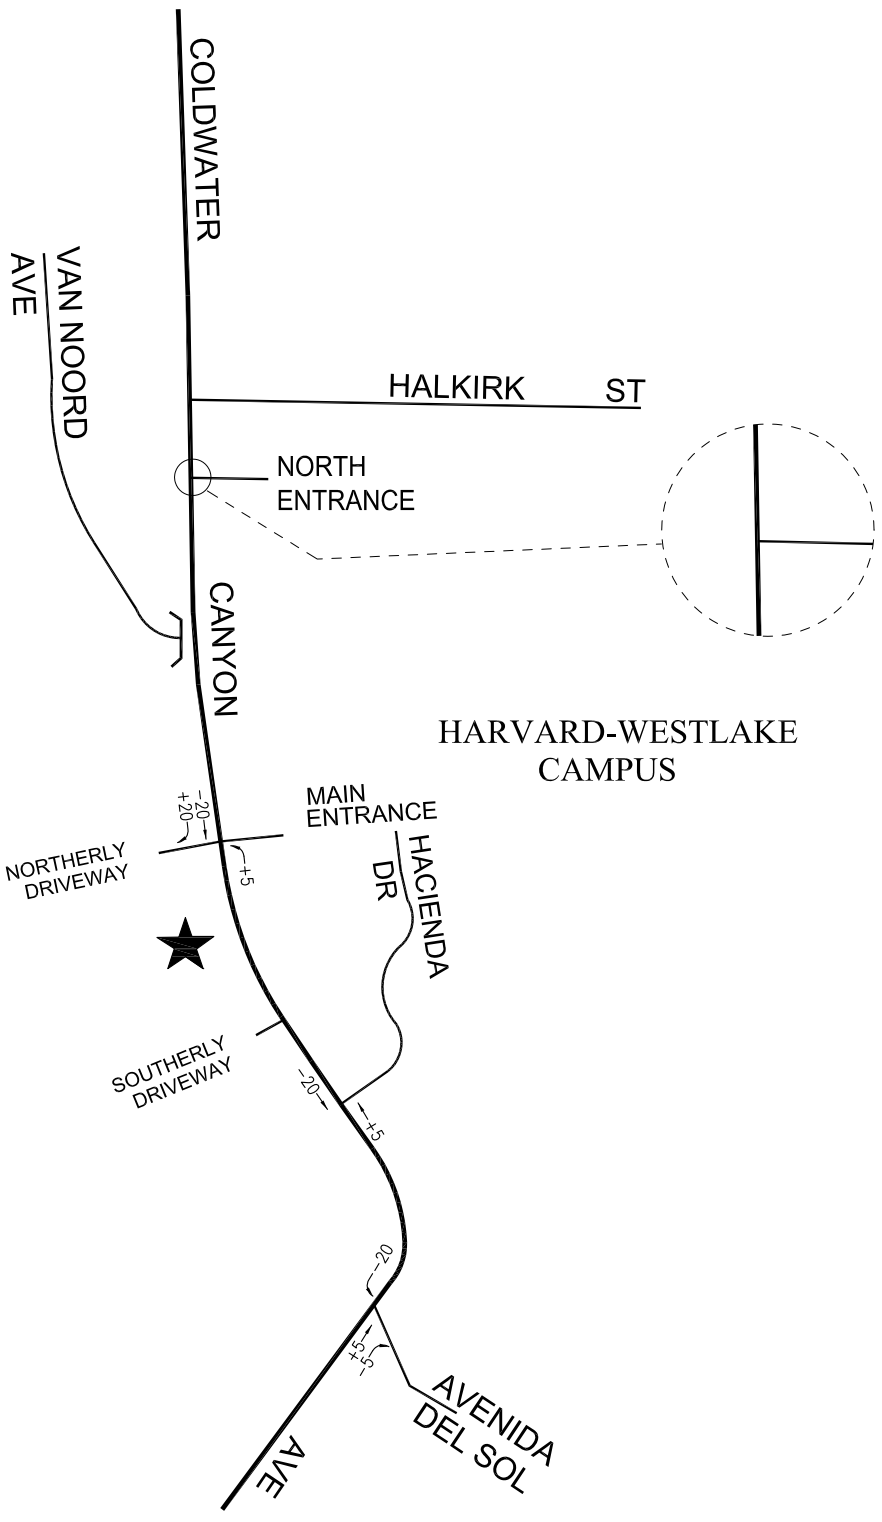 COLDWATER
VAN NOORD
AVE
HALKIRK ST
NORTH
ENTRANCE
CANYON
HARVARD-WESTLAKE
CAMPUS
MAIN
ENTRANCE
-20
+20
+5
NORTHERLY
DRIVEWAY
HACIENDA
DR
SOUTHERLY
DRIVEWAY
-20
+5
-20
+5
-5
AVENIDA
DEL SOL
AVE